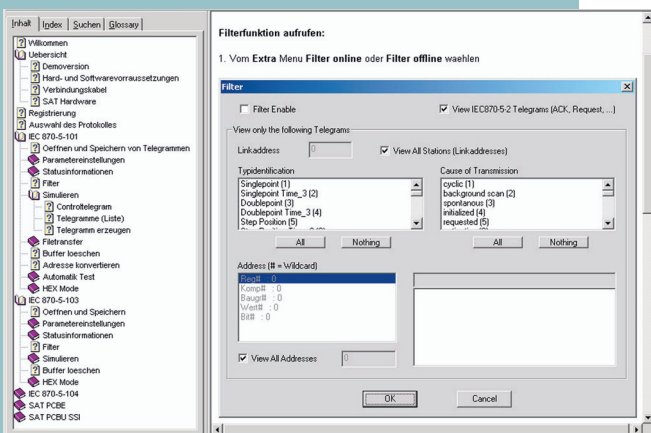 Inhalt Index Suchen Glossary
Willkommen
Uebersicht
Demoversion
Hard- und Softwarevorraussetzungen
Verbindungskabel
SAT Hardware
Registrierung
Auswahl des Protokolles
IEC 870-5-101
Oeffnen und Speichern von Telegrammen
Parametereinstellungen
Statusinformationen
Filter
Simulieren
Controltelegram
Telegramme (Liste)
Telegramm erzeugen
Filetransfer
Buffer loeschen
Adresse konvertieren
Automatik Test
HEX Mode
IEC 870-5-103
Oeffnen und Speichern
Parametereinstellungen
Statusinformationen
Filter
Simulieren
Buffer loeschen
HEX Mode
IEC 870-5-104
SAT PCBE
SAT PCBU SSI
Filterfunktion aufrufen:
1. Vom Extra Menu Filter online oder Filter offline waehlen
Filter
Filter Enable
View IEC870-5-2 Telegrams (ACK, Request, ...)
View only the following Telegrams
Linkaddress 0
View All Stations (Linkaddresses)
Typidentification
Singlepoint (1)
Singlepoint Time_3 (2)
Doublepoint (3)
Doublepoint Time_3 (4)
Step Position (5)
All Nothing
Cause of Transmission
cyclic (1)
background scan (2)
spontanous (3)
initialized (4)
requested (5)
All Nothing
Address (# = Wildcard)
Reg# : 0
Komp# : 0
Baugr# : 0
Wert# : 0
Bit# : 0
View All Addresses 0
OK Cancel